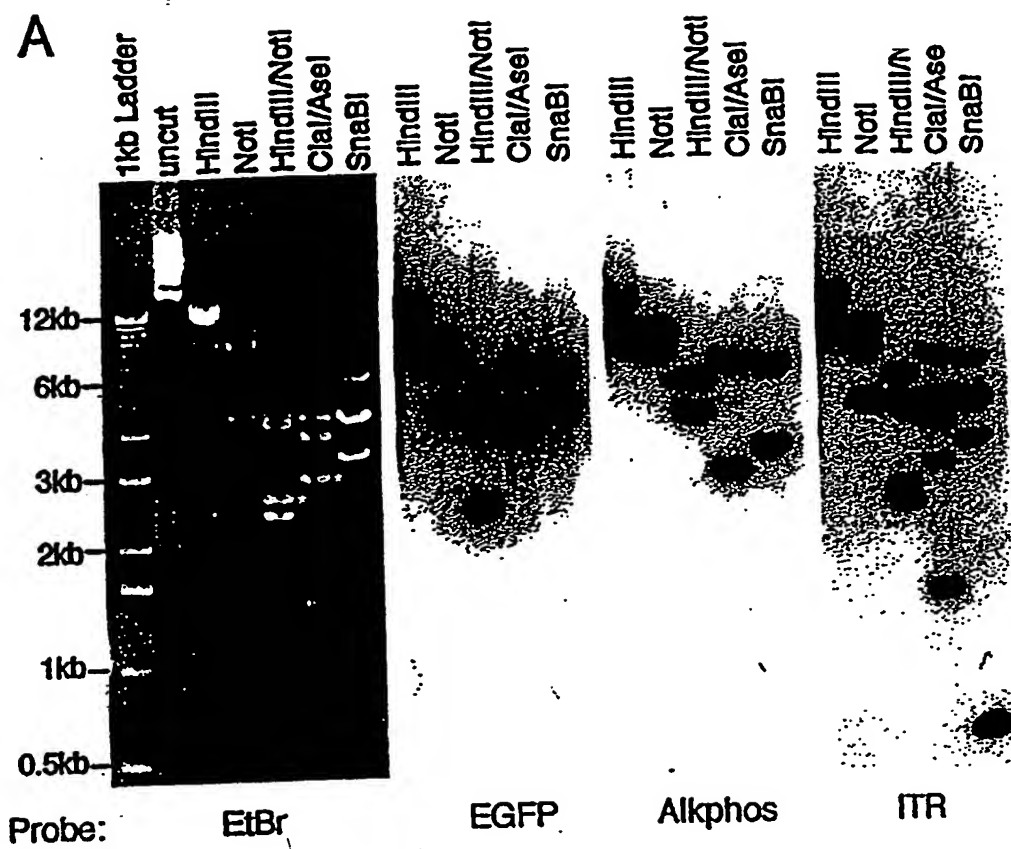 A
1kb Ladder
uncut
HindIII
NotI
HindIII/NotI
ClaI/AseI
SnaBI
HindIII
NotI
HindIII/NotI
ClaI/AseI
SnaBI
HindIII
NotI
HindIII/NotI
ClaI/AseI
SnaBI
HindIII
NotI
HindIII/N
ClaI/Ase
SnaBI
12kb
6kb
3kb
2kb
1kb
0.5kb
Probe:
EtBr
EGFP
Alkphos
ITR